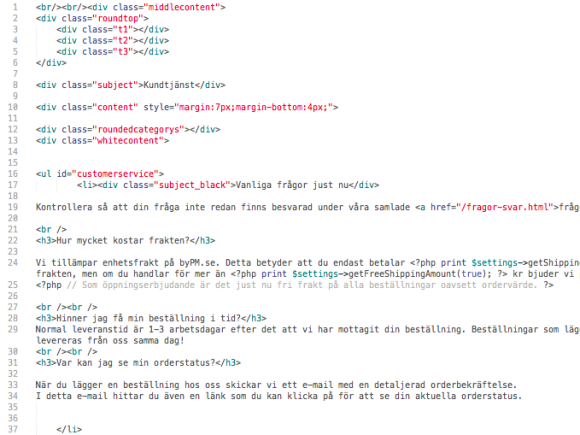 1 <br/><br/><div class="middlecontent">
2 <div class="roundtop">
3 <div class="t1"></div>
4 <div class="t2"></div>
5 <div class="t3"></div>
6 </div>
7
8 <div class="subject">Kundtjänst</div>
9
10 <div class="content" style="margin:7px;margin-bottom:4px;">
11
12 <div class="roundedcategorys"></div>
13 <div class="whitecontent">
14
15
16 <ul id="customerservice">
17 <li><div class="subject_black">Vanliga frågor just nu</div>
18
19 Kontrollera så att din fråga inte redan finns besvarad under våra samlade <a href="/fragor-svar.html">fråg
20
21 <br />
22 <h3>Hur mycket kostar frakten?</h3>
23
24 Vi tillämpar enhetsfrakt på byPM.se. Detta betyder att du endast betalar <?php print $settings->getShippin
frakten, men om du handlar för mer än <?php print $settings->getFreeShippingAmount(true); ?> kr bjuder vi
25 <?php // Som öppningserbjudande är det just nu fri frakt på alla beställningar oavsett ordervärde. ?>
26
27 <br /><br />
28 <h3>Hinner jag få min beställning i tid?</h3>
29 Normal leveranstid är 1-3 arbetsdagar efter det att vi har mottagit din beställning. Beställningar som läg
levereras från oss samma dag!
30 <br /><br />
31 <h3>Var kan jag se min orderstatus?</h3>
32
33 När du lägger en beställning hos oss skickar vi ett e-mail med en detaljerad orderbekräftelse.
34 I detta e-mail hittar du även en länk som du kan klicka på för att se din aktuella orderstatus.
35
36
37 </li>